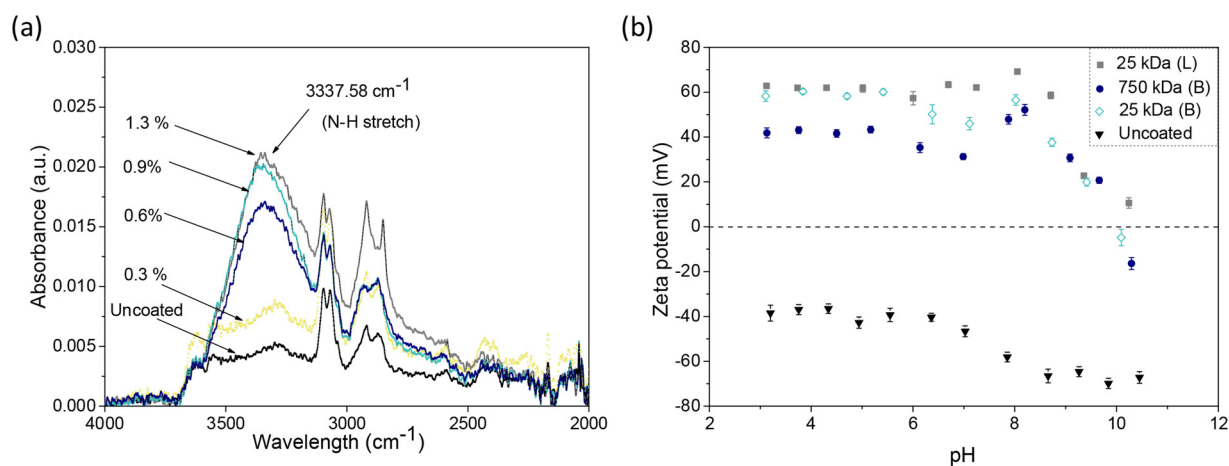 (a)
0.030
0.025
0.020
0.015
0.010
0.005
0.000
Absorbance (a.u.)
4000 3500 3000 2500 2000
Wavelength (cm⁻¹)
3337.58 cm⁻¹
(N-H stretch)
1.3 %
0.9%
0.6%
0.3 %
Uncoated
(b)
80
60
40
20
0
-20
-40
-60
-80
Zeta potential (mV)
2 4 6 8 10 12
pH
25 kDa (L)
750 kDa (B)
25 kDa (B)
Uncoated